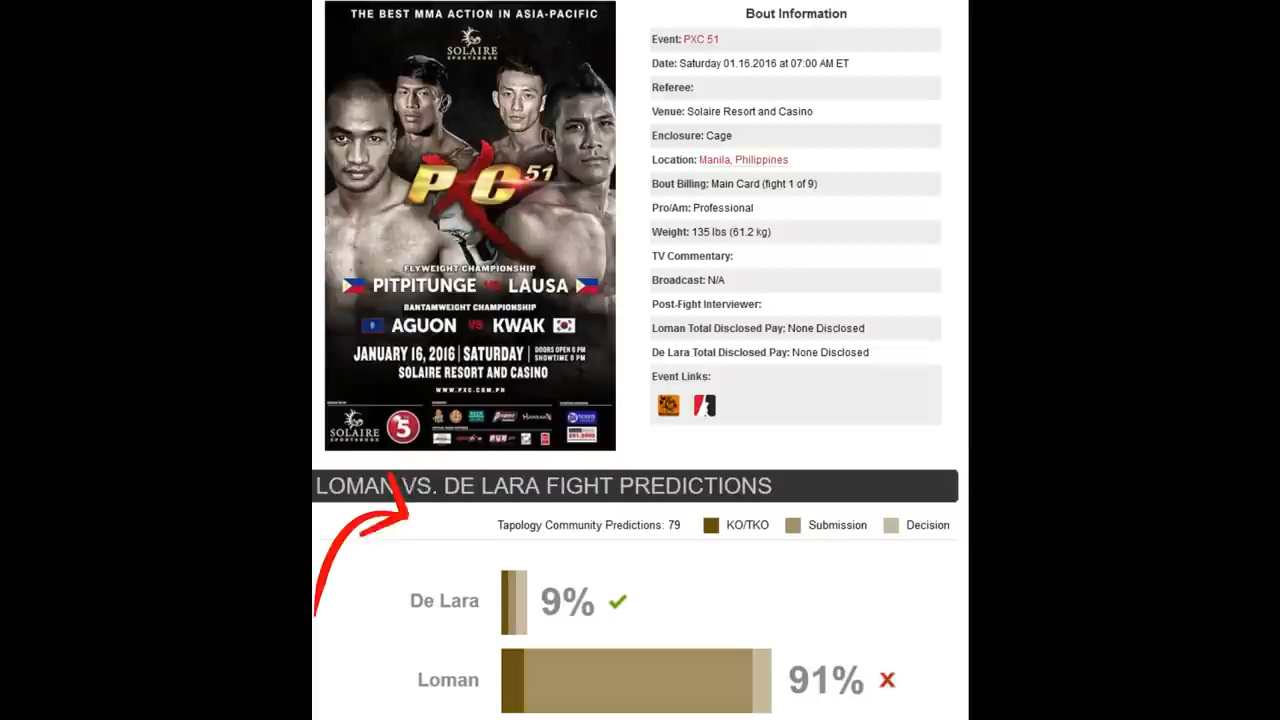 THE BEST MMA ACTION IN ASIA-PACIFIC
SOLAIRE
SPORTSBOOK
PXC 51
FLYWEIGHT CHAMPIONSHIP
PITPITUNGE VS LAUSA
BANTAMWEIGHT CHAMPIONSHIP
AGUON VS KWAK
JANUARY 16, 2016 | SATURDAY | DOORS OPEN 6 PM
SHOWTIME 8 PM
SOLAIRE RESORT AND CASINO
WWW.PXC.COM.PH
SOLAIRE
SPORTSBOOK
5
Bout Information
Event: PXC 51
Date: Saturday 01.16.2016 at 07:00 AM ET
Referee:
Venue: Solaire Resort and Casino
Enclosure: Cage
Location: Manila, Philippines
Bout Billing: Main Card (fight 1 of 9)
Pro/Am: Professional
Weight: 135 lbs (61.2 kg)
TV Commentary:
Broadcast: N/A
Post-Fight Interviewer:
Loman Total Disclosed Pay: None Disclosed
De Lara Total Disclosed Pay: None Disclosed
Event Links:
LOMAN VS. DE LARA FIGHT PREDICTIONS
Tapology Community Predictions: 79 KO/TKO Submission Decision
De Lara 9%
Loman 91%